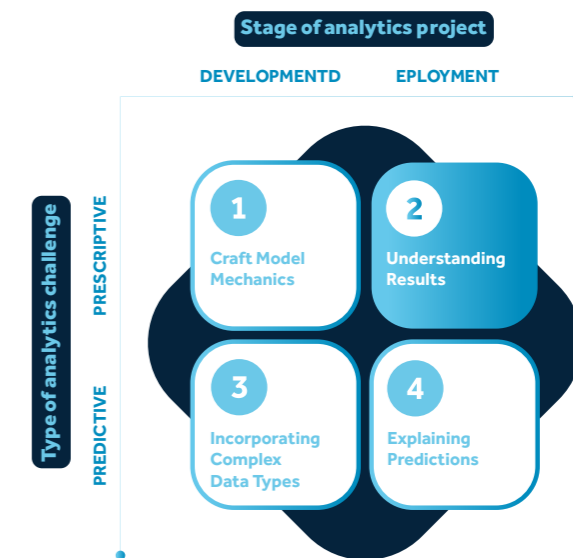 Stage of analytics project
DEVELOPMENTD EPLOYMENT
Type of analytics challenge
PRESCRIPTIVE
1
Craft Model
Mechanics
2
Understanding
Results
PREDICTIVE
3
Incorporating
Complex
Data Types
4
Explaining
Predictions